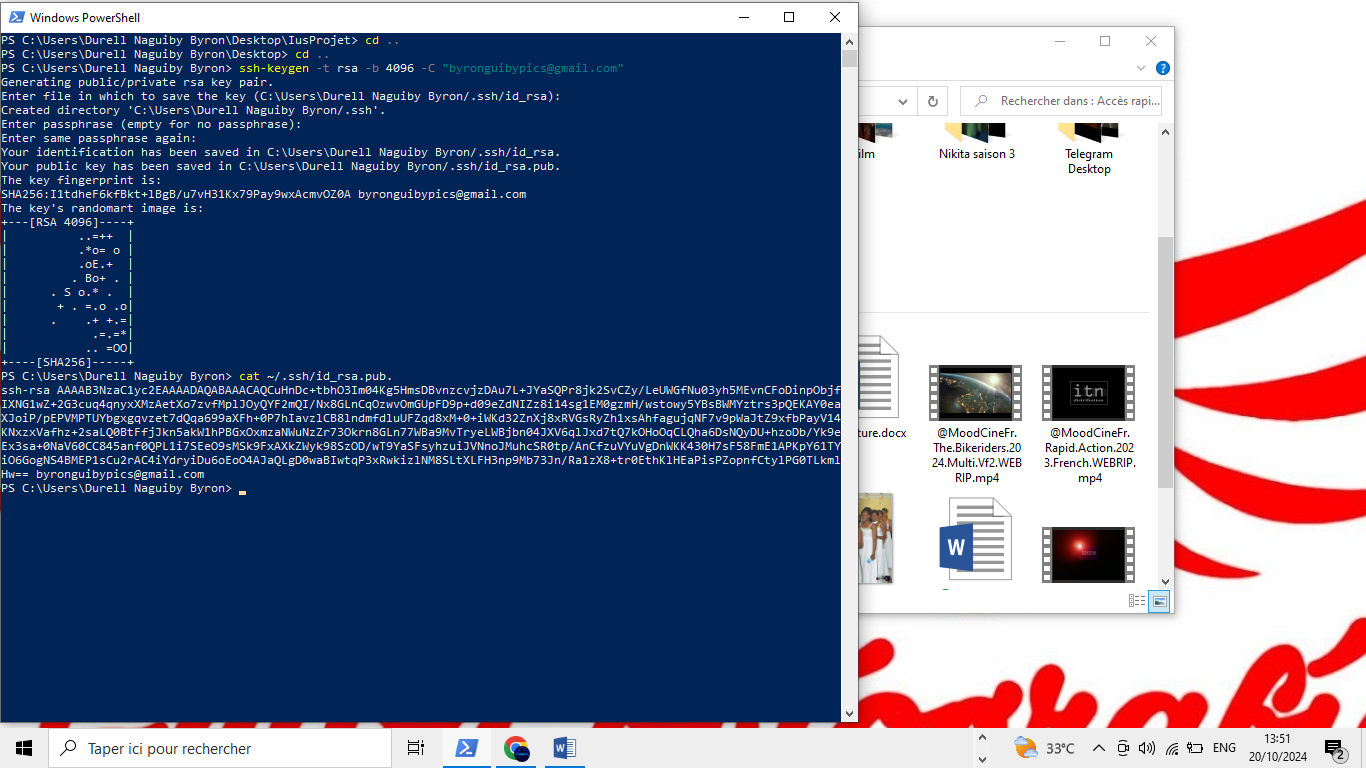 Windows PowerShell
PS C:\Users\Durell Naguiby Byron\Desktop\IusProjet> cd ..
PS C:\Users\Durell Naguiby Byron\Desktop> cd ..
PS C:\Users\Durell Naguiby Byron> ssh-keygen -t rsa -b 4096 -C "byronguibypics@gmail.com"
Generating public/private rsa key pair.
Enter file in which to save the key (C:\Users\Durell Naguiby Byron/.ssh/id_rsa):
Created directory 'C:\Users\Durell Naguiby Byron/.ssh'.
Enter passphrase (empty for no passphrase):
Enter same passphrase again:
Your identification has been saved in C:\Users\Durell Naguiby Byron/.ssh/id_rsa.
Your public key has been saved in C:\Users\Durell Naguiby Byron/.ssh/id_rsa.pub.
The key fingerprint is:
SHA256:I1tdheF6kfBkt+lBgB/u7vH31Kx79Pay9wxAcmvOZ0A byronguibypics@gmail.com
The key's randomart image is:
+---[RSA 4096]----+
|          ..=++  |
|          .*o= o |
|          .oE.+  |
|         . Bo+ . |
|      . S o.* .  |
|       + . =.o .o|
|      .    .+ +.=|
|            .=.=*|
|           .. =OO|
+----[SHA256]-----+
PS C:\Users\Durell Naguiby Byron> cat ~/.ssh/id_rsa.pub.
ssh-rsa AAAAB3NzaC1yc2EAAAADAQABAAACAQCuHnDc+tbhO3Im04Kg5HmsDBvnzcvjzDAu7L+JYaSQPr8jk2SvCZy/LeUWGfNu03yh5MEvnCFoDinpObjf
IXNG1wZ+2G3cuq4qnyxXMzAetXo7zvfMplJOyQYF2mQI/Nx8GLnCqOzwvOmGUpFD9p+d09eZdNIZz8i14sg1EM0gzmH/wstowy5YBsBWMYztrs3pQEKAY0ea
XJoiP/pEPVMPTUYbgxgqvzet7dQqa699aXFh+0P7hIavzlCB8lndmfdluUFZqd8xM+0+iWKd32ZnXj8xRVGsRyZh1xsAhfagujqNF7v9pWaJtZ9xfbPayV14
KNxzxVafhz+2saLQ0BtFfjJkn5akW1hPBGxOxmzaNWuNzZr73Okrn8GLn77WBa9MvTryeLWBjbn04JXV6qlJxd7tQ7kOHoOqCLQha6DsNQyDU+hzoDb/Yk9e
Ex3sa+0NaV60CC845anf0QPL1i7SEeO9sMSk9FxAXkZWyk98SzOD/wT9YaSFsyhzuiJVNnoJMuhcSR0tp/AnCfzuVYuVgDnWKK430H7sF58FmE1APKpY61TY
iO6GogNS4BMEP1sCu2rAC4iYdryiDu6oEoO4AJaQLgD0waBIwtqP3xRwkizlNM8SLtXLFH3np9Mb73Jn/Ra1zX8+tr0EthKlHEaPisPZopnfCtylPG0TLkml
Hw== byronguibypics@gmail.com
PS C:\Users\Durell Naguiby Byron>
Rechercher dans : Accès rapi...
ilm
Nikita saison 3
Telegram
Desktop
ture.docx
@MoodCineFr.
The.Bikeriders.20
24.Multi.Vf2.WEB
RIP.mp4
itn
@MoodCineFr.
Rapid.Action.202
3.French.WEBRIP.
mp4
W
Taper ici pour rechercher
33°C
ENG
13:51
20/10/2024
2